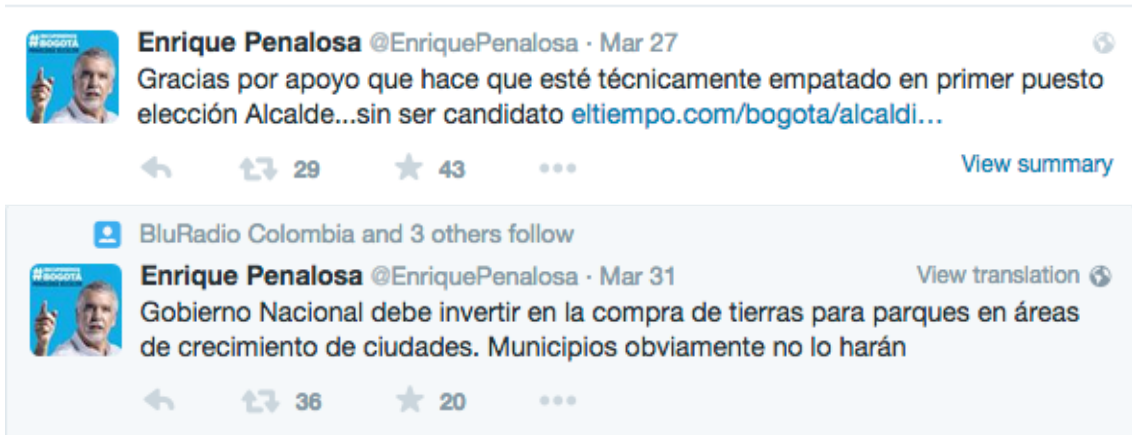 Enrique Penalosa @EnriquePenalosa · Mar 27
Gracias por apoyo que hace que esté técnicamente empatado en primer puesto
elección Alcalde...sin ser candidato eltiempo.com/bogota/alcaldi...
29 43 View summary
BluRadio Colombia and 3 others follow
Enrique Penalosa @EnriquePenalosa · Mar 31 View translation
Gobierno Nacional debe invertir en la compra de tierras para parques en áreas
de crecimiento de ciudades. Municipios obviamente no lo harán
36 20